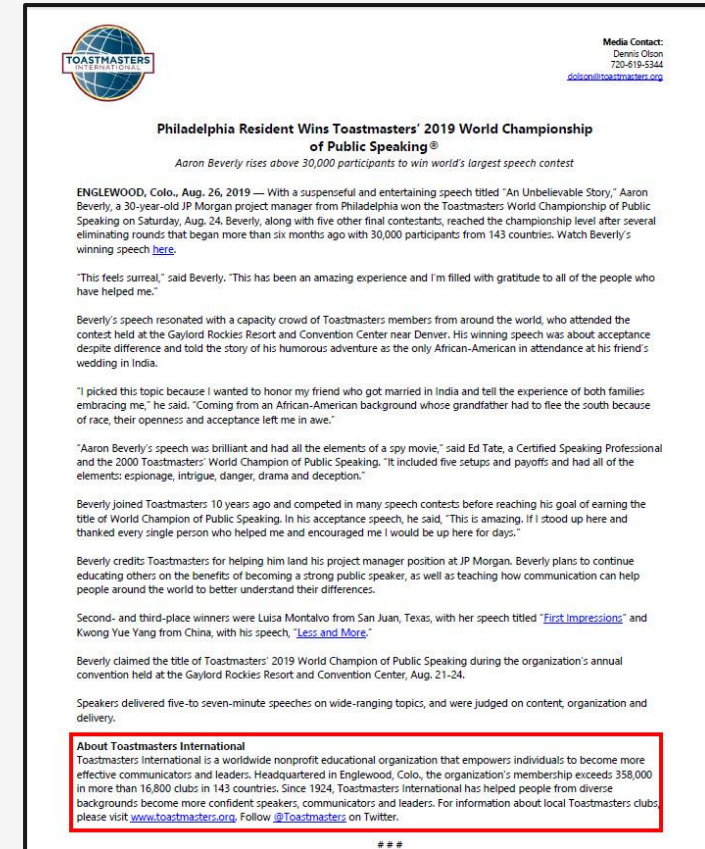 TOASTMASTERS
INTERNATIONAL
Media Contact:
Dennis Olson
720-619-5344
dolson@toastmasters.org
Philadelphia Resident Wins Toastmasters' 2019 World Championship
of Public Speaking®
Aaron Beverly rises above 30,000 participants to win world's largest speech contest
ENGLEWOOD, Colo., Aug. 26, 2019 — With a suspenseful and entertaining speech titled "An Unbelievable Story," Aaron
Beverly, a 30-year-old JP Morgan project manager from Philadelphia won the Toastmasters World Championship of Public
Speaking on Saturday, Aug. 24. Beverly, along with five other final contestants, reached the championship level after several
eliminating rounds that began more than six months ago with 30,000 participants from 143 countries. Watch Beverly's
winning speech here.
"This feels surreal," said Beverly. "This has been an amazing experience and I'm filled with gratitude to all of the people who
have helped me."
Beverly's speech resonated with a capacity crowd of Toastmasters members from around the world, who attended the
contest held at the Gaylord Rockies Resort and Convention Center near Denver. His winning speech was about acceptance
despite difference and told the story of his humorous adventure as the only African-American in attendance at his friend's
wedding in India.
"I picked this topic because I wanted to honor my friend who got married in India and tell the experience of both families
embracing me," he said. "Coming from an African-American background whose grandfather had to flee the south because
of race, their openness and acceptance left me in awe."
"Aaron Beverly's speech was brilliant and had all the elements of a spy movie," said Ed Tate, a Certified Speaking Professional
and the 2000 Toastmasters' World Champion of Public Speaking. "It included five setups and payoffs and had all of the
elements: espionage, intrigue, danger, drama and deception."
Beverly joined Toastmasters 10 years ago and competed in many speech contests before reaching his goal of earning the
title of World Champion of Public Speaking. In his acceptance speech, he said, "This is amazing. If I stood up here and
thanked every single person who helped me and encouraged me I would be up here for days."
Beverly credits Toastmasters for helping him land his project manager position at JP Morgan. Beverly plans to continue
educating others on the benefits of becoming a strong public speaker, as well as teaching how communication can help
people around the world to better understand their differences.
Second- and third-place winners were Luisa Montalvo from San Juan, Texas, with her speech titled "First Impressions" and
Kwong Yue Yang from China, with his speech, "Less and More."
Beverly claimed the title of Toastmasters' 2019 World Champion of Public Speaking during the organization's annual
convention held at the Gaylord Rockies Resort and Convention Center, Aug. 21-24.
Speakers delivered five-to seven-minute speeches on wide-ranging topics, and were judged on content, organization and
delivery.
About Toastmasters International
Toastmasters International is a worldwide nonprofit educational organization that empowers individuals to become more
effective communicators and leaders. Headquartered in Englewood, Colo., the organization's membership exceeds 358,000
in more than 16,800 clubs in 143 countries. Since 1924, Toastmasters International has helped people from diverse
backgrounds become more confident speakers, communicators and leaders. For information about local Toastmasters clubs,
please visit www.toastmasters.org. Follow @Toastmasters on Twitter.
# # #